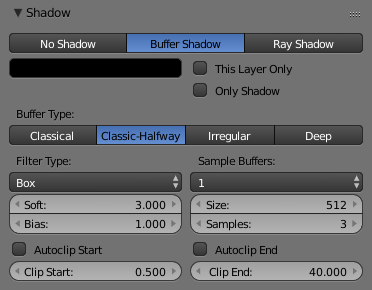 Shadow
No Shadow Buffer Shadow Ray Shadow
This Layer Only
Only Shadow
Buffer Type:
Classical Classic-Halfway Irregular Deep
Filter Type: Sample Buffers:
Box 1
Soft: 3.000 Size: 512
Bias: 1.000 Samples: 3
Autoclip Start Autoclip End
Clip Start: 0.500 Clip End: 40.000